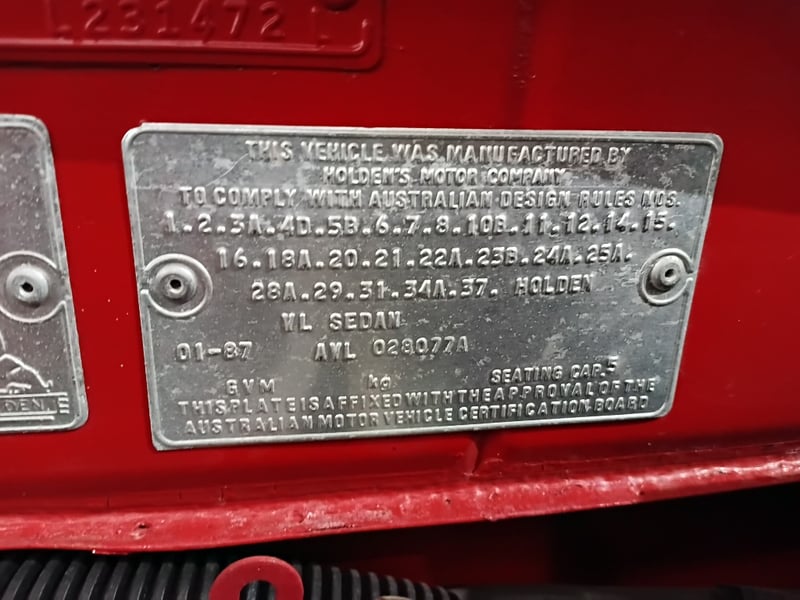 L231472L
THIS VEHICLE WAS MANUFACTURED BY
HOLDEN'S MOTOR COMPANY
TO COMPLY WITH AUSTRALIAN DESIGN RULES NOS.
1.2.3A.4D.5B.6.7.8.10B.11.12.14.15.
16.18A.20.21.22A.23B.24A.25A.
28A.29.31.34A.37. HOLDEN
VL SEDAN
01-87 AVL 028077A
GVM kg SEATING CAP. 5
THIS PLATE IS AFFIXED WITH THE APPROVAL OF THE
AUSTRALIAN MOTOR VEHICLE CERTIFICATION BOARD